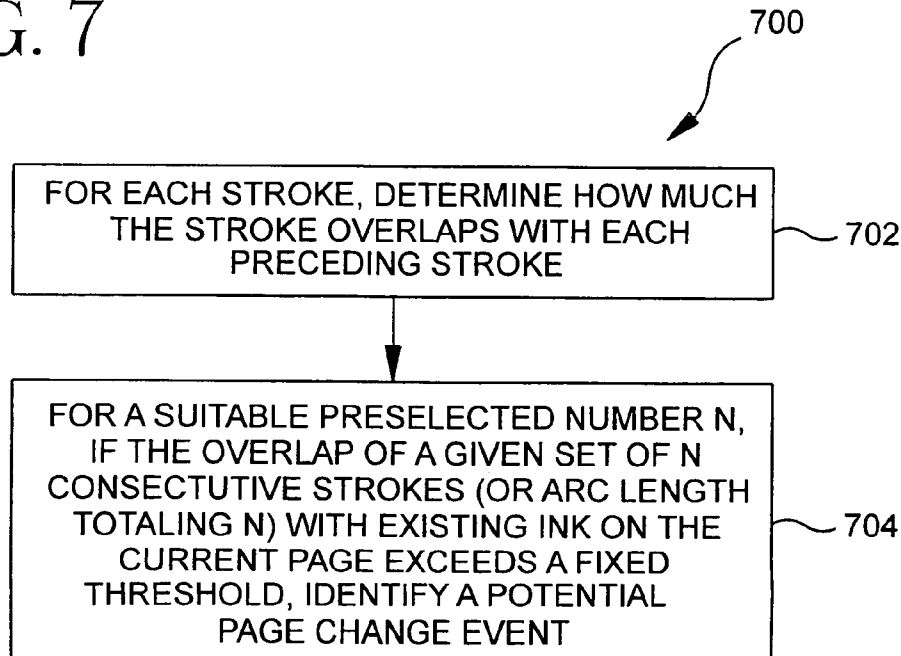 G. 7
700
FOR EACH STROKE, DETERMINE HOW MUCH
THE STROKE OVERLAPS WITH EACH
PRECEDING STROKE
702
FOR A SUITABLE PRESELECTED NUMBER N,
IF THE OVERLAP OF A GIVEN SET OF N
CONSECTUTIVE STROKES (OR ARC LENGTH
TOTALING N) WITH EXISTING INK ON THE
CURRENT PAGE EXCEEDS A FIXED
THRESHOLD, IDENTIFY A POTENTIAL
PAGE CHANGE EVENT
704